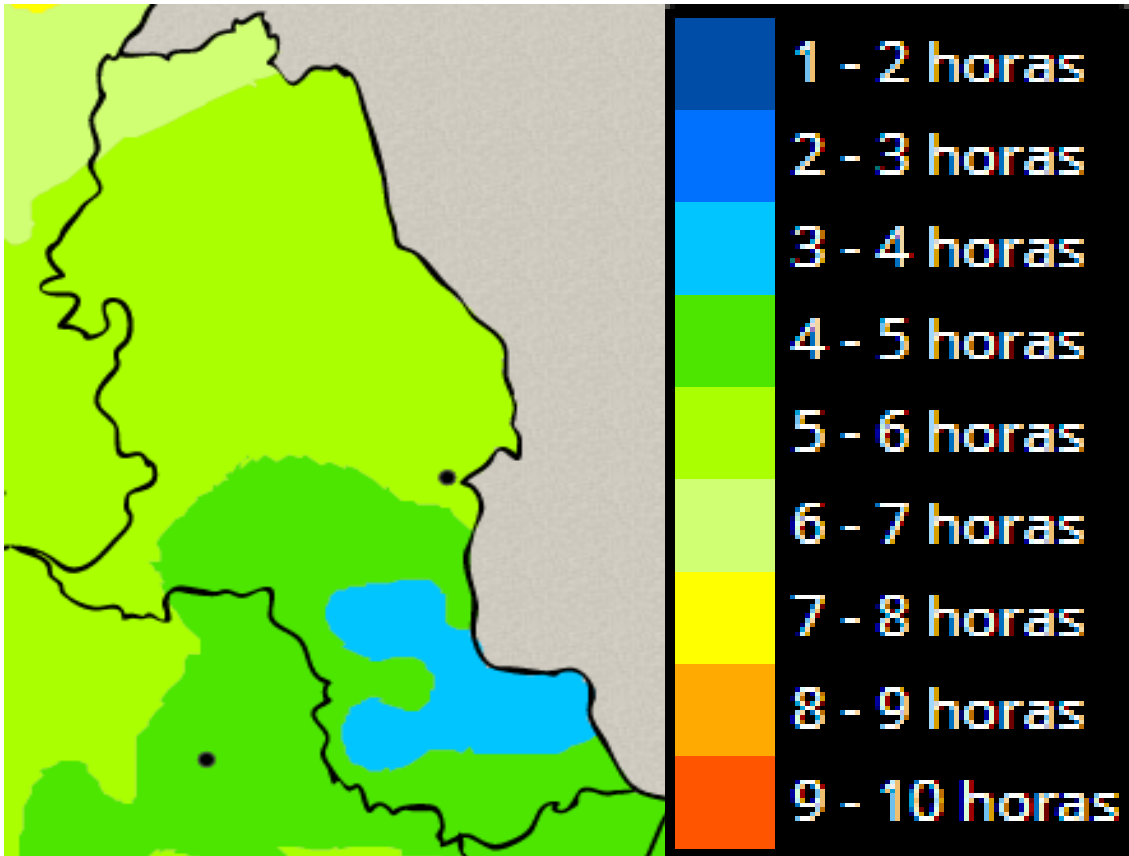 1 - 2 horas
2 - 3 horas
3 - 4 horas
4 - 5 horas
5 - 6 horas
6 - 7 horas
7 - 8 horas
8 - 9 horas
9 - 10 horas